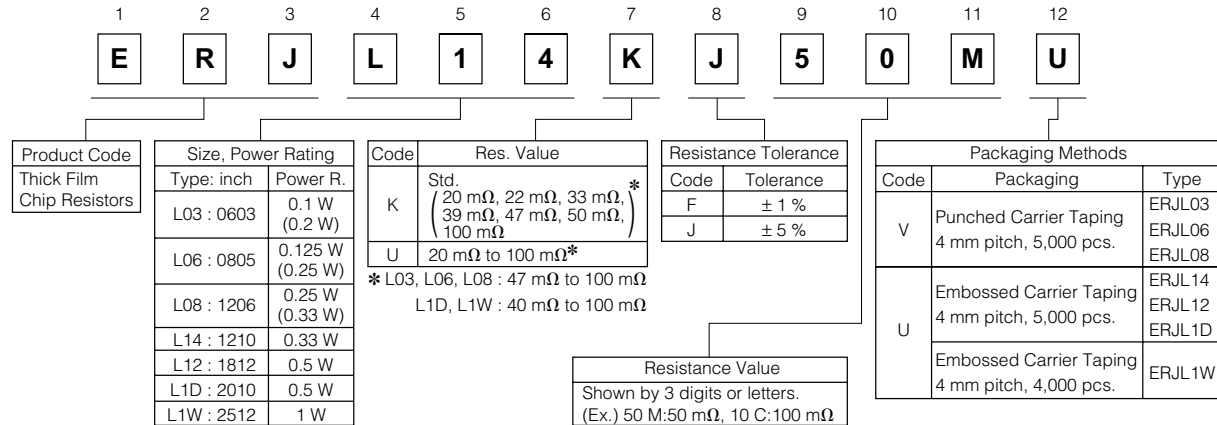 1 2 3 4 5 6 7 8 9 10 11 12
E R J L 1 4 K J 5 0 M U
Product Code
Thick Film
Chip Resistors
Size, Power Rating
Type: inch Power R.
L03 : 0603 0.1 W
(0.2 W)
L06 : 0805 0.125 W
(0.25 W)
L08 : 1206 0.25 W
(0.33 W)
L14 : 1210 0.33 W
L12 : 1812 0.5 W
L1D : 2010 0.5 W
L1W : 2512 1 W
Code Res. Value
K Std.
(20 mΩ, 22 mΩ, 33 mΩ,
39 mΩ, 47 mΩ, 50 mΩ,
100 mΩ)*
U 20 mΩ to 100 mΩ*
* L03, L06, L08 : 47 mΩ to 100 mΩ
L1D, L1W : 40 mΩ to 100 mΩ
Resistance Tolerance
Code Tolerance
F ± 1 %
J ± 5 %
Resistance Value
Shown by 3 digits or letters.
(Ex.) 50 M:50 mΩ, 10 C:100 mΩ
Packaging Methods
Code Packaging Type
V Punched Carrier Taping
4 mm pitch, 5,000 pcs.
ERJL03
ERJL06
ERJL08
U Embossed Carrier Taping
4 mm pitch, 5,000 pcs.
ERJL14
ERJL12
ERJL1D
Embossed Carrier Taping
4 mm pitch, 4,000 pcs.
ERJL1W